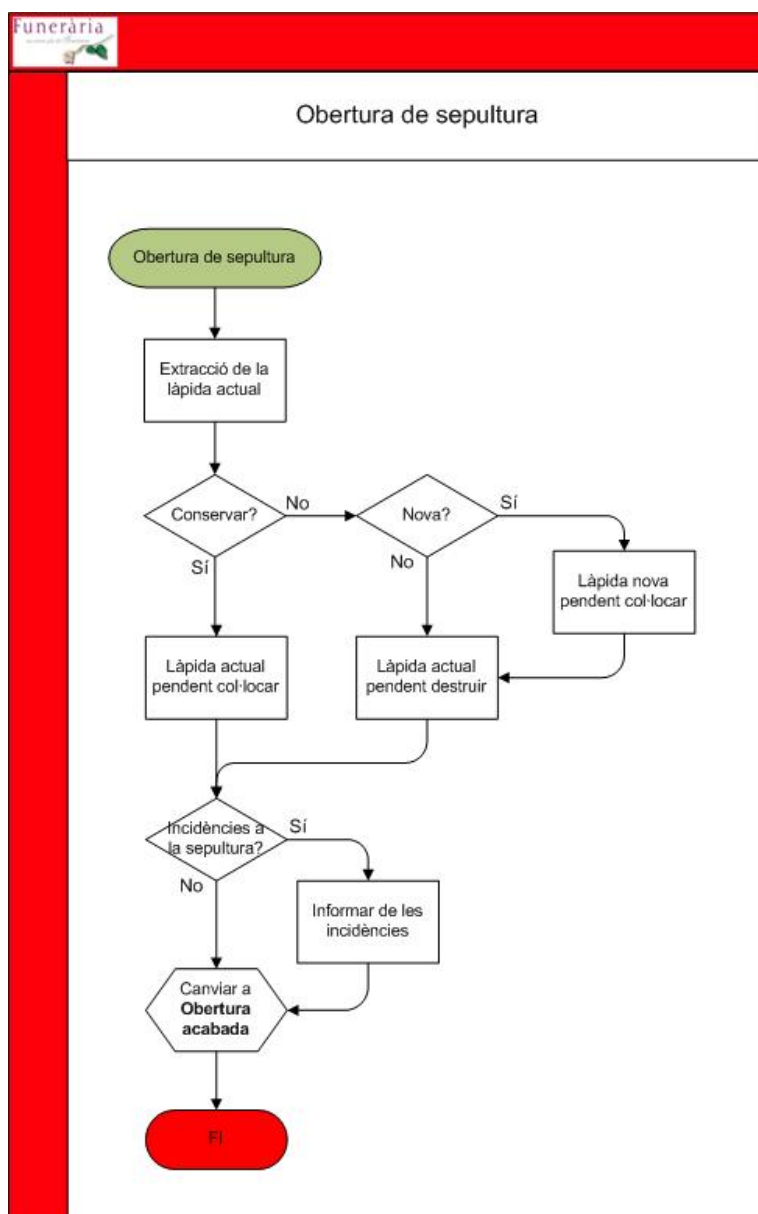 Funerària
Obertura de sepultura
Obertura de sepultura
Extracció de la
làpida actual
Conservar?
No
Nova?
Sí
Sí
No
Làpida nova
pendent col·locar
Làpida actual
pendent col·locar
Làpida actual
pendent destruir
Incidències a
la sepultura?
Sí
No
Informar de les
incidències
Canviar a
Obertura
acabada
FI